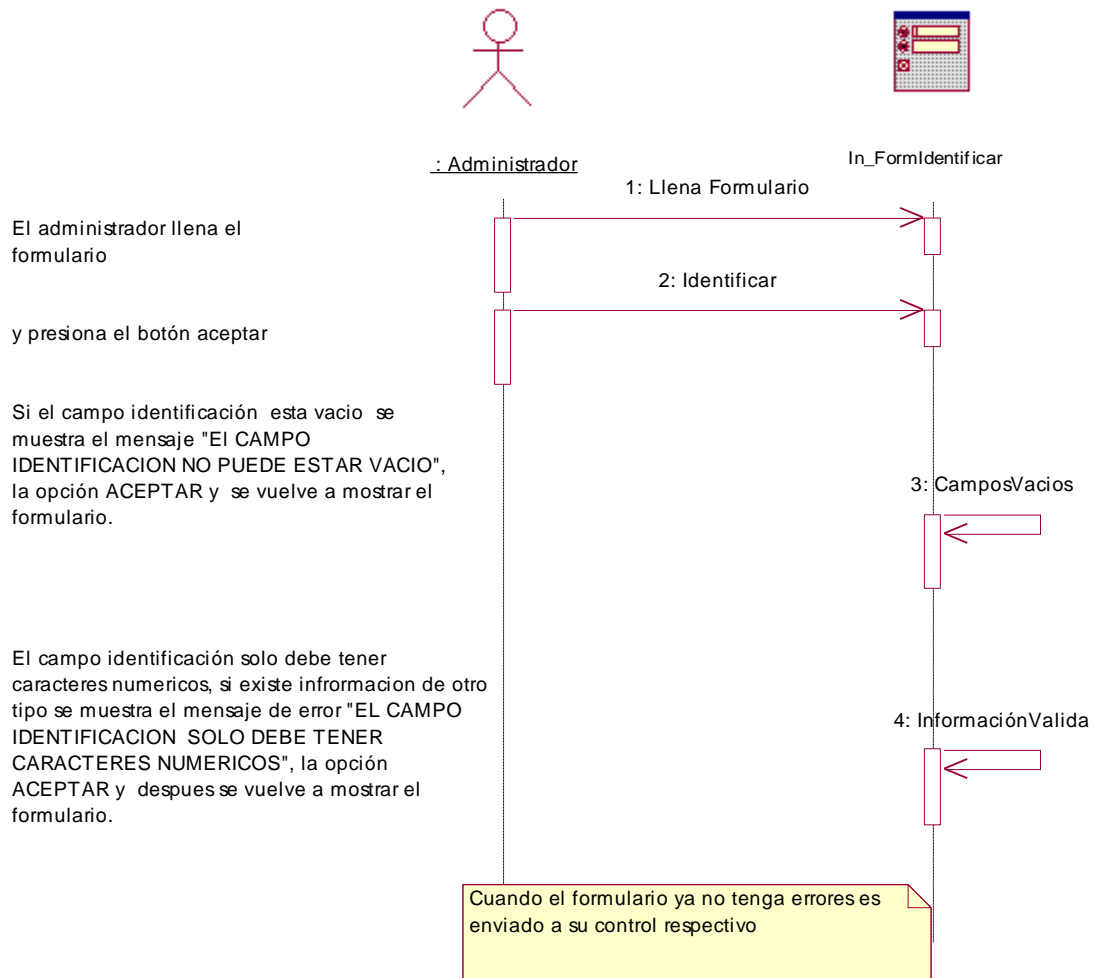 : Administrador
In_FormIdentificar
1: Llena Formulario
El administrador llena el
formulario
2: Identificar
y presiona el botón aceptar
Si el campo identificación esta vacio se
muestra el mensaje "El CAMPO
IDENTIFICACION NO PUEDE ESTAR VACIO",
la opción ACEPTAR y se vuelve a mostrar el
formulario.
3: CamposVacios
El campo identificación solo debe tener
caracteres numericos, si existe infrormacion de otro
tipo se muestra el mensaje de error "EL CAMPO
IDENTIFICACION SOLO DEBE TENER
CARACTERES NUMERICOS", la opción
ACEPTAR y despues se vuelve a mostrar el
formulario.
4: InformaciónValida
Cuando el formulario ya no tenga errores es
enviado a su control respectivo